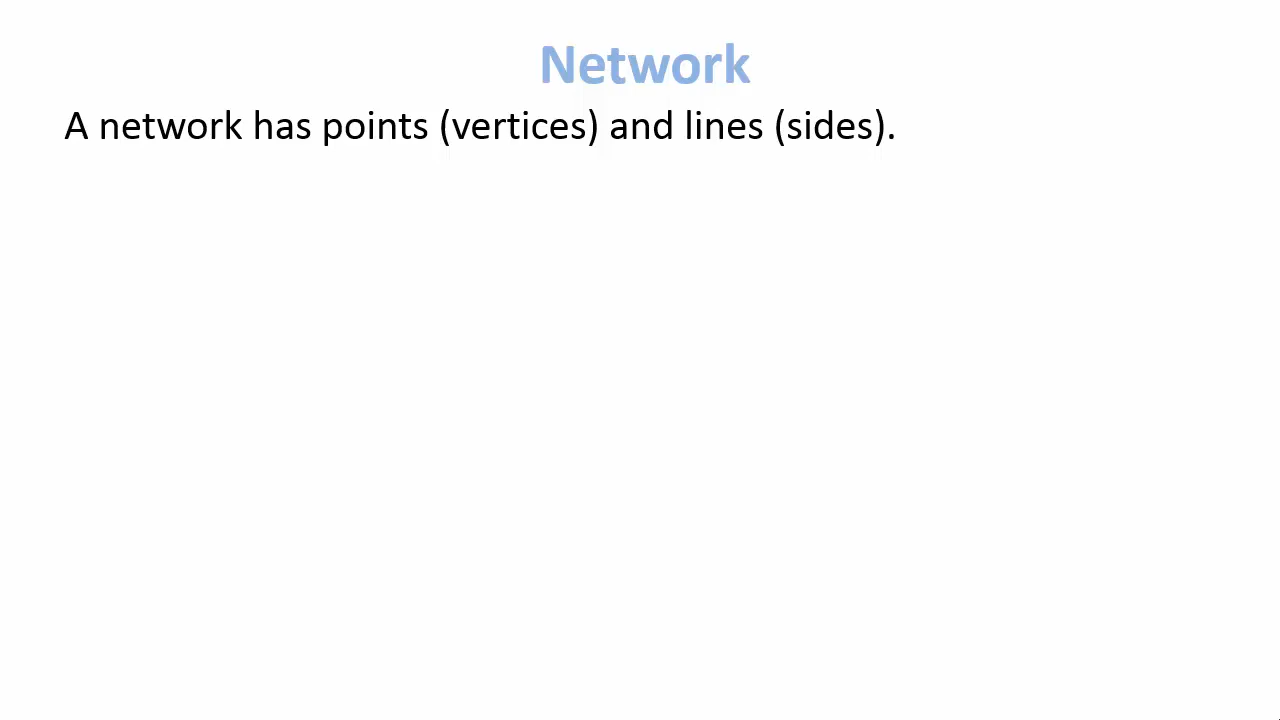 Network
A network has points (vertices) and lines (sides).